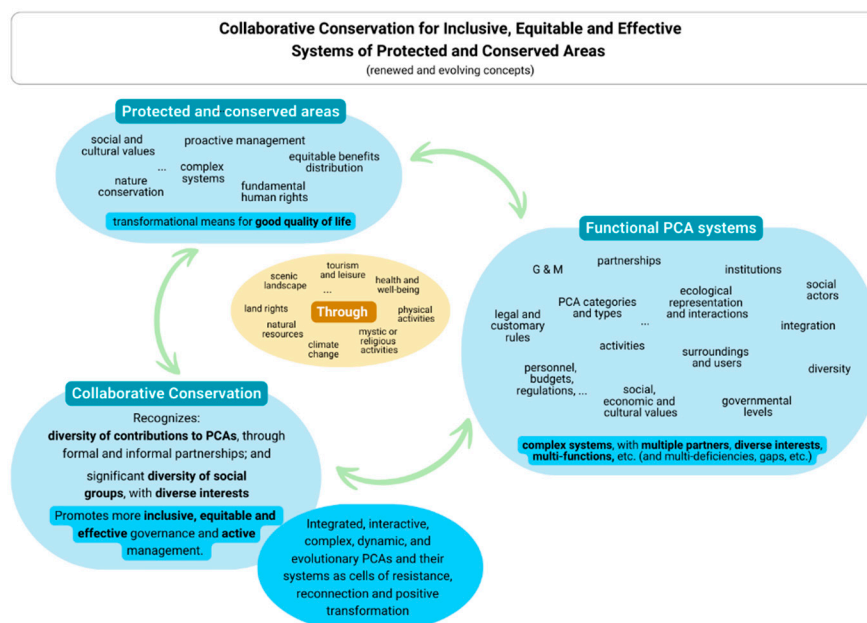 Collaborative Conservation for Inclusive, Equitable and Effective
Systems of Protected and Conserved Areas
(renewed and evolving concepts)
Protected and conserved areas
social and
cultural values
proactive management
...
complex
systems
equitable benefits
distribution
nature
conservation
fundamental
human rights
transformational means for good quality of life
Through
scenic
landscape
tourism
and leisure
...
health and
well-being
land rights
physical
activities
natural
resources
climate
change
mystic or
religious
activities
Functional PCA systems
G & M
partnerships
institutions
social
actors
legal and
customary
rules
PCA categories
and types
...
ecological
representation
and interactions
integration
activities
surroundings
and users
diversity
personnel,
budgets,
regulations, ...
social,
economic and
cultural values
governmental
levels
complex systems, with multiple partners, diverse interests,
multi-functions, etc. (and multi-deficiencies, gaps, etc.)
Collaborative Conservation
Recognizes:
diversity of contributions to PCAs, through
formal and informal partnerships; and
significant diversity of social
groups, with diverse interests
Promotes more inclusive, equitable and
effective governance and active
management.
Integrated, interactive,
complex, dynamic, and
evolutionary PCAs and their
systems as cells of resistance,
reconnection and positive
transformation